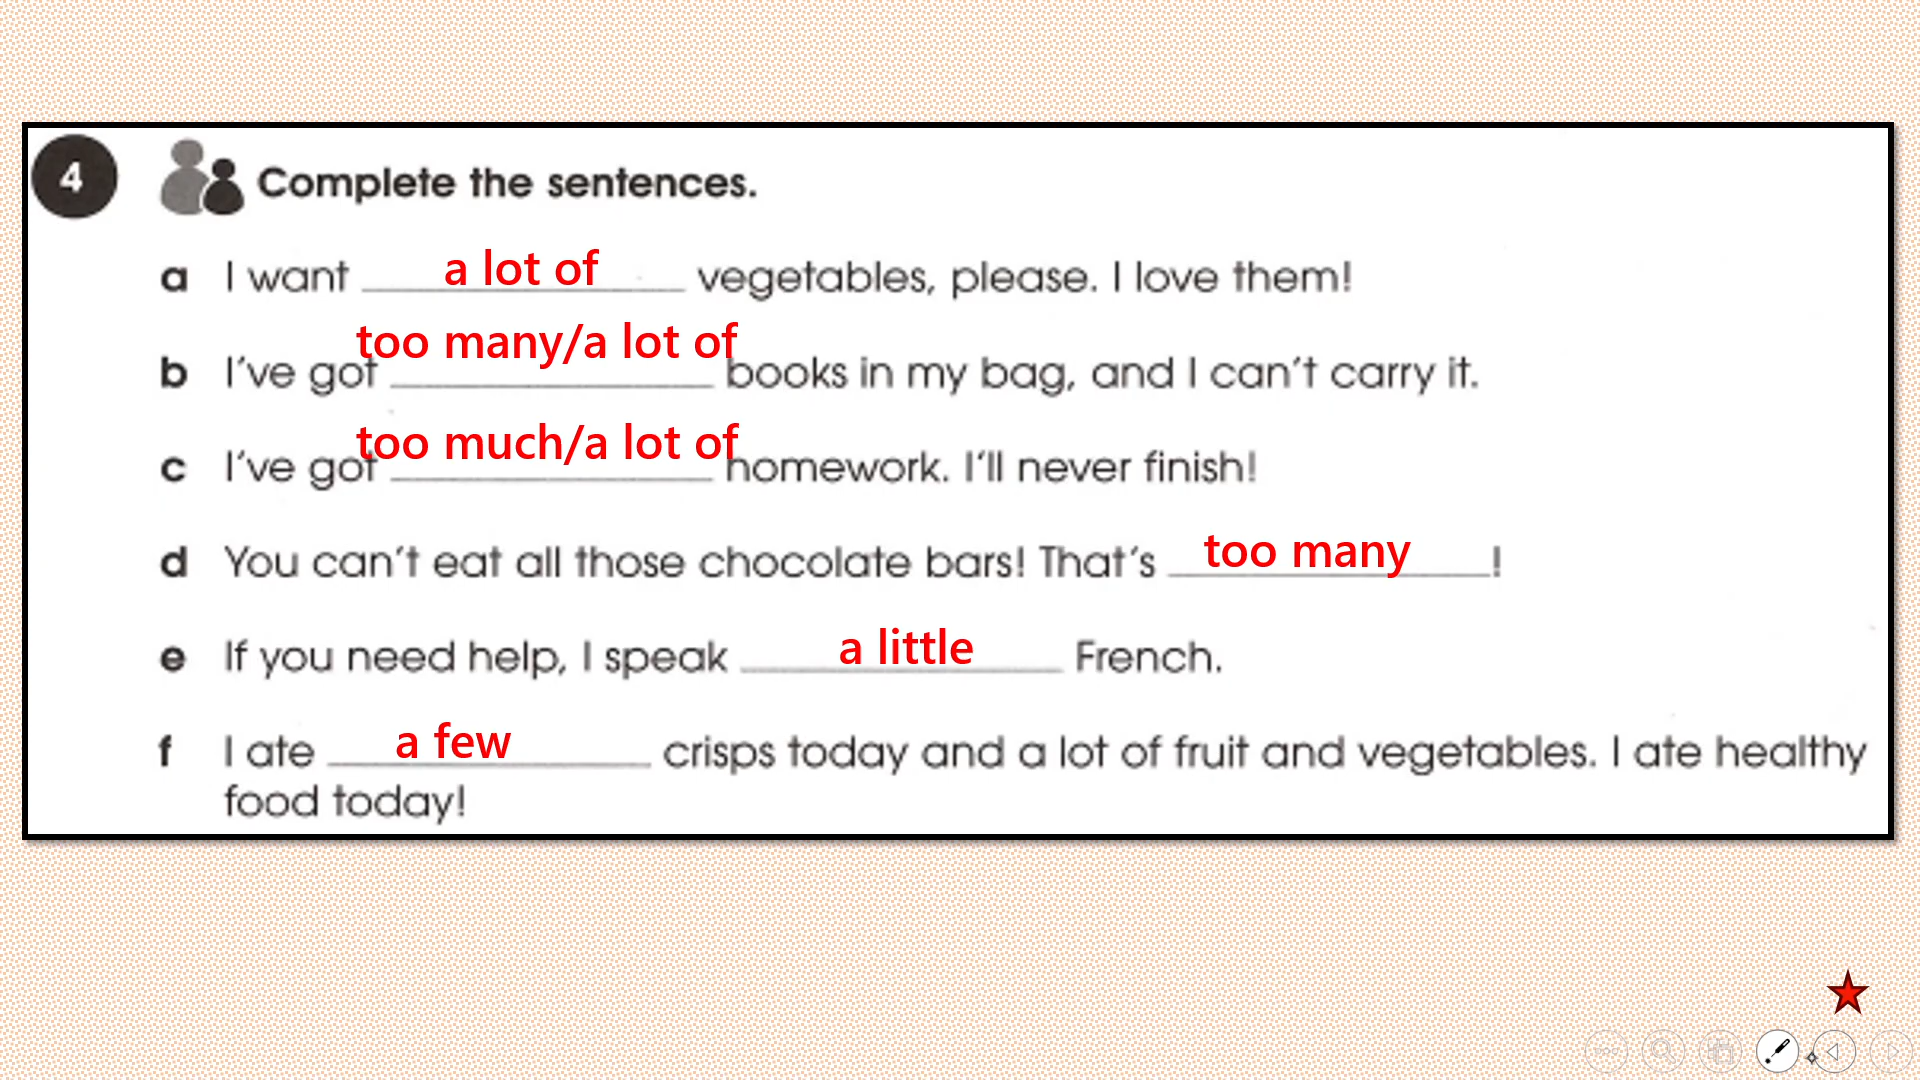 4 Complete the sentences.
a I want a lot of vegetables, please. I love them!
b I've got too many/a lot of books in my bag, and I can't carry it.
c I've got too much/a lot of homework. I'll never finish!
d You can't eat all those chocolate bars! That's too many!
e If you need help, I speak a little French.
f I ate a few crisps today and a lot of fruit and vegetables. I ate healthy
food today!